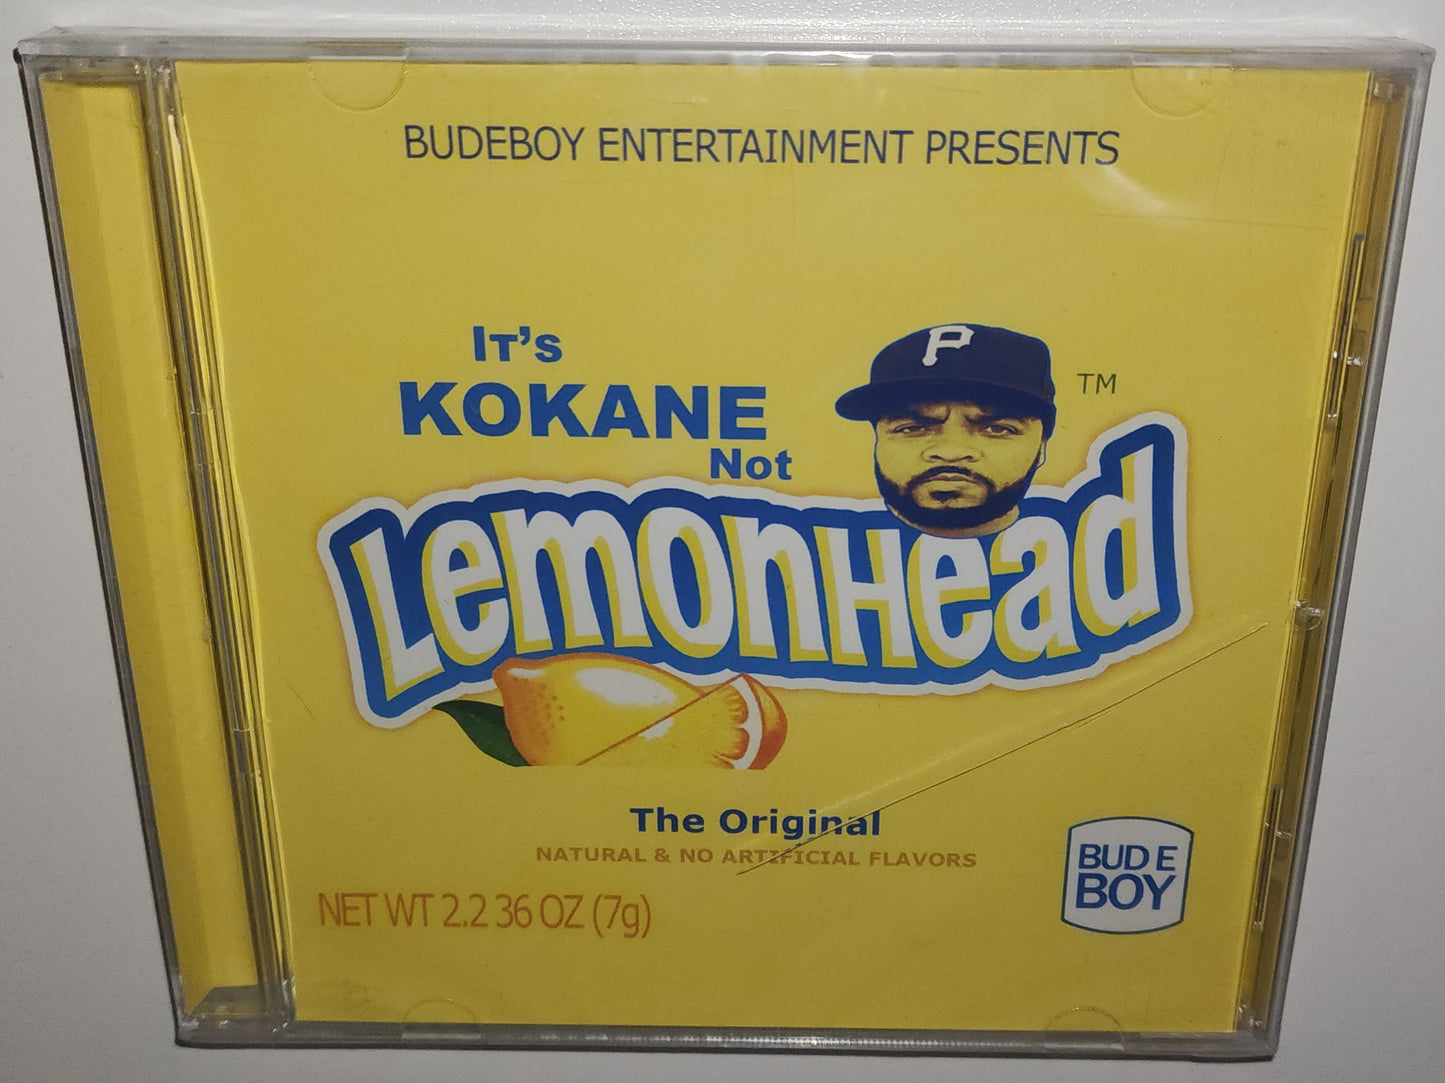 BUDEBOY ENTERTAINMENT PRESENTS
P
IT'S
KOKANE
Not
TM
LemonHead
The Original
NATURAL & NO ARTIFICIAL FLAVORS
NET WT 2.2 36 OZ (7g)
BUDE
BOY